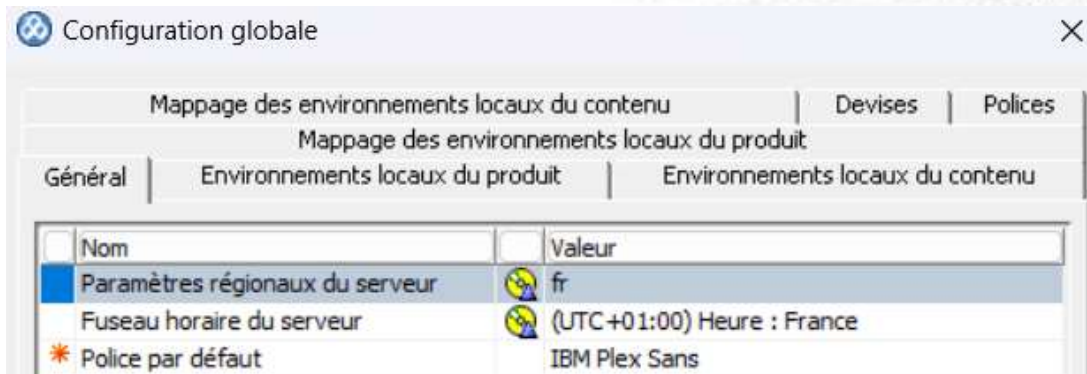 Configuration globale
Mappage des environnements locaux du contenu Devises Polices
Mappage des environnements locaux du produit
Général Environnements locaux du produit Environnements locaux du contenu
Nom Valeur
Paramètres régionaux du serveur fr
Fuseau horaire du serveur (UTC+01:00) Heure : France
* Police par défaut IBM Plex Sans